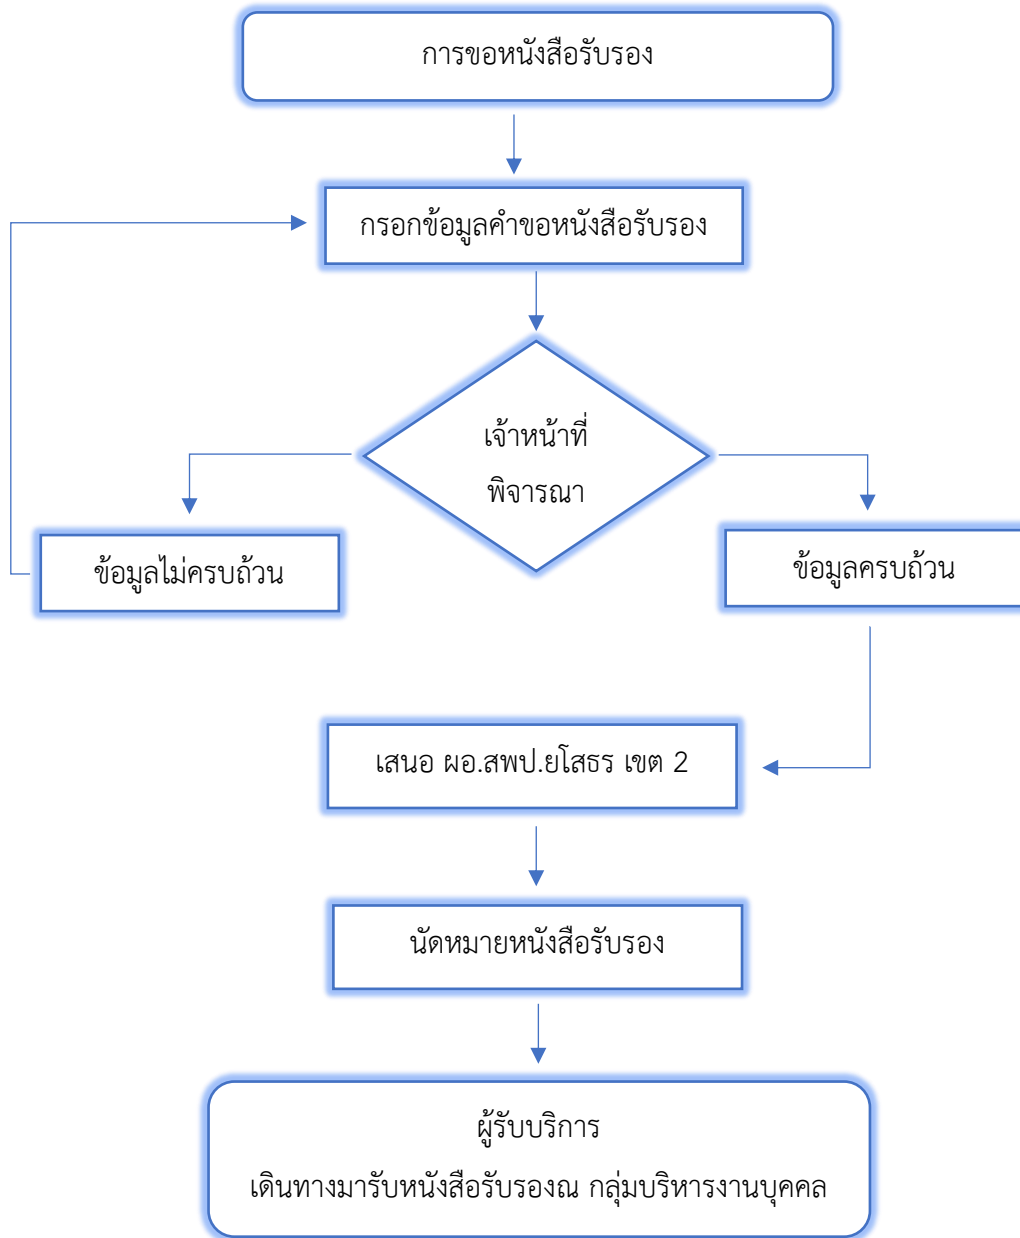 การขอหนังสือรับรอง
กรอกข้อมูลคำขอหนังสือรับรอง
เจ้าหน้าที่
พิจารณา
ข้อมูลไม่ครบถ้วน
ข้อมูลครบถ้วน
เสนอ ผอ.สพป.ยโสธร เขต 2
นัดหมายหนังสือรับรอง
ผู้รับบริการ
เดินทางมารับหนังสือรับรองณ กลุ่มบริหารงานบุคคล